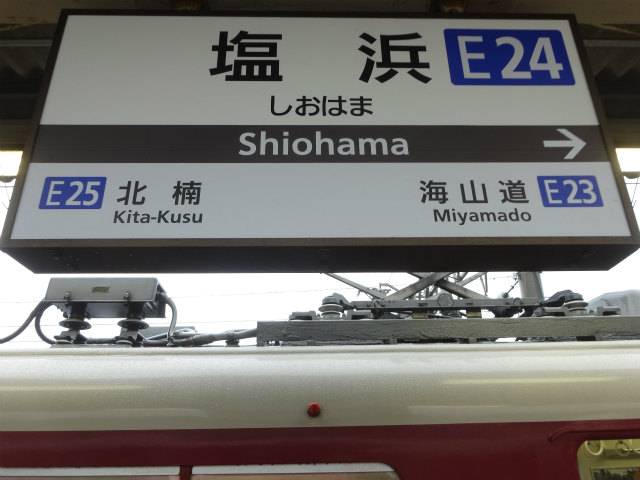 塩浜 E24
しおはま
Shiohama →
E25 北楠 海山道 E23
Kita-Kusu Miyamado